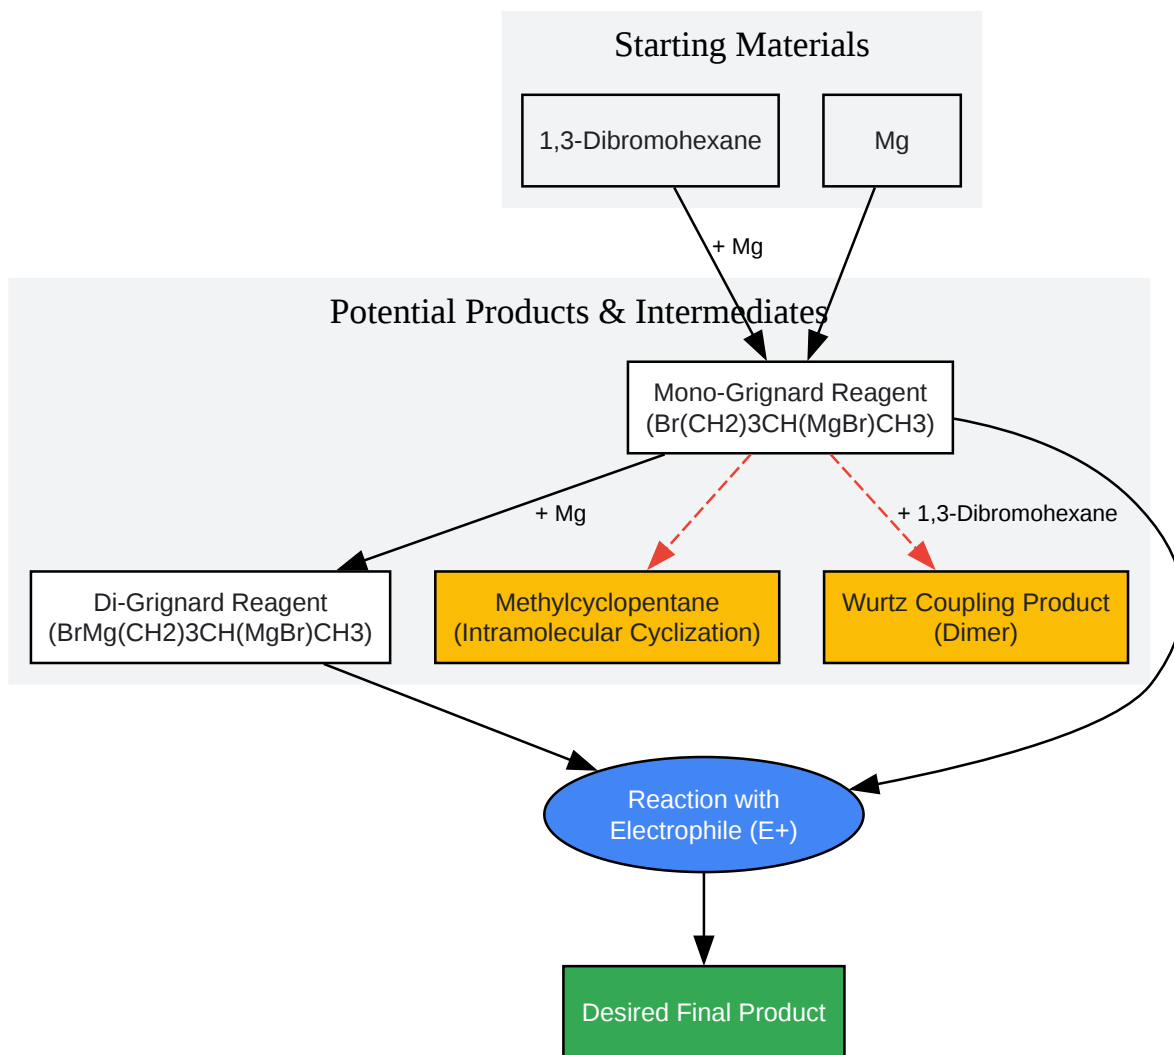 Starting Materials
1,3-Dibromohexane
Mg
+ Mg
Potential Products & Intermediates
Mono-Grignard Reagent
(Br(CH2)3CH(MgBr)CH3)
+ Mg
+ 1,3-Dibromohexane
Di-Grignard Reagent
(BrMg(CH2)3CH(MgBr)CH3)
Methylcyclopentane
(Intramolecular Cyclization)
Wurtz Coupling Product
(Dimer)
Reaction with
Electrophile (E+)
Desired Final Product